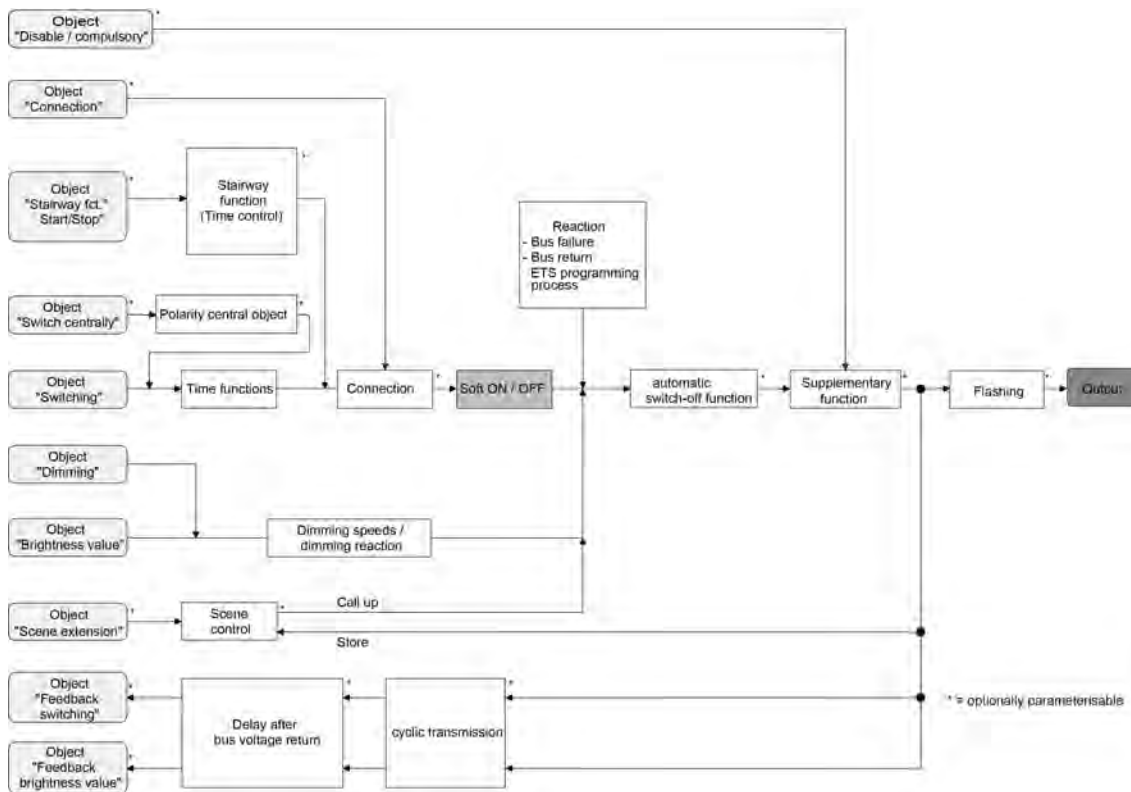 Object
"Disable / compulsory"
*
Object
"Connection"
*
Object
"Stairway fct."
Start/Stop"
*
Stairway
function
(Time control)
*
Reaction
- Bus failure
- Bus return
ETS programming
process
Object
"Switch centrally"
*
Polarity central object
*
Object
"Switching"
Time functions
Connection
*
Soft ON / OFF
automatic
switch-off function
*
Supplementary
function
*
Flashing
*
Output
Object
"Dimming"
Object
"Brightness value"
Dimming speeds /
dimming reaction
Object
"Scene extension"
*
Scene
control
*
Call up
Store
Object
"Feedback
switching"
*
Delay after
bus voltage return
*
cyclic transmission
*
* = optionally parameterisable
Object
"Feedback
brightness value"
*